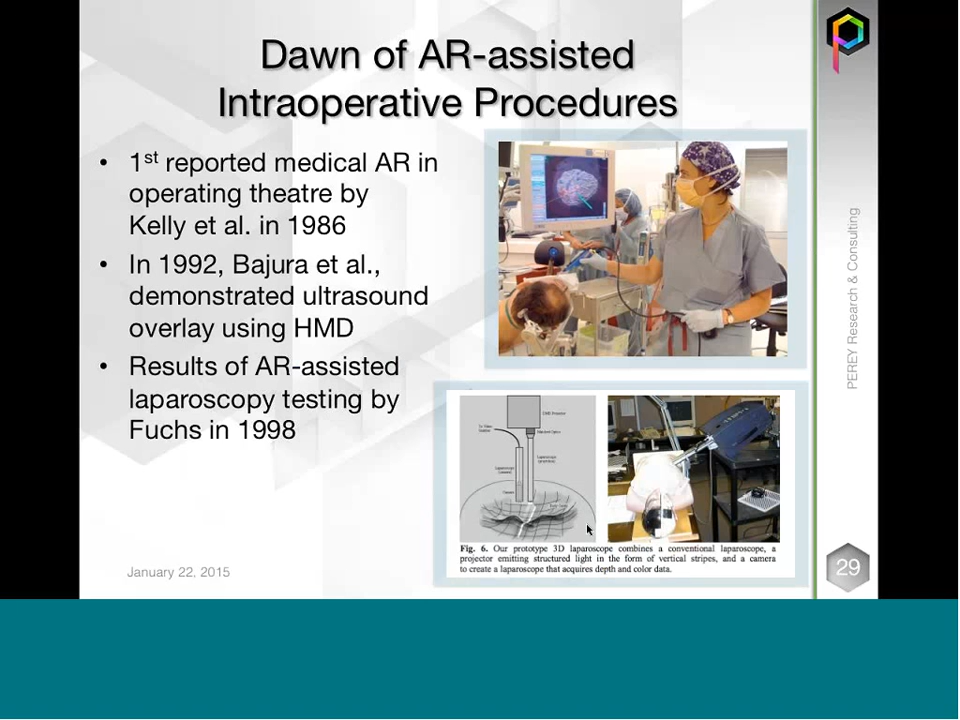 Dawn of AR-assisted
Intraoperative Procedures
• 1st reported medical AR in
operating theatre by
Kelly et al. in 1986
• In 1992, Bajura et al.,
demonstrated ultrasound
overlay using HMD
• Results of AR-assisted
laparoscopy testing by
Fuchs in 1998
Fig. 6. Our prototype 3D laparoscope combines a conventional laparoscope, a
projector emitting structured light in the form of vertical stripes, and a camera
to create a laparoscope that acquires depth and color data.
January 22, 2015
PEREY Research & Consulting
29